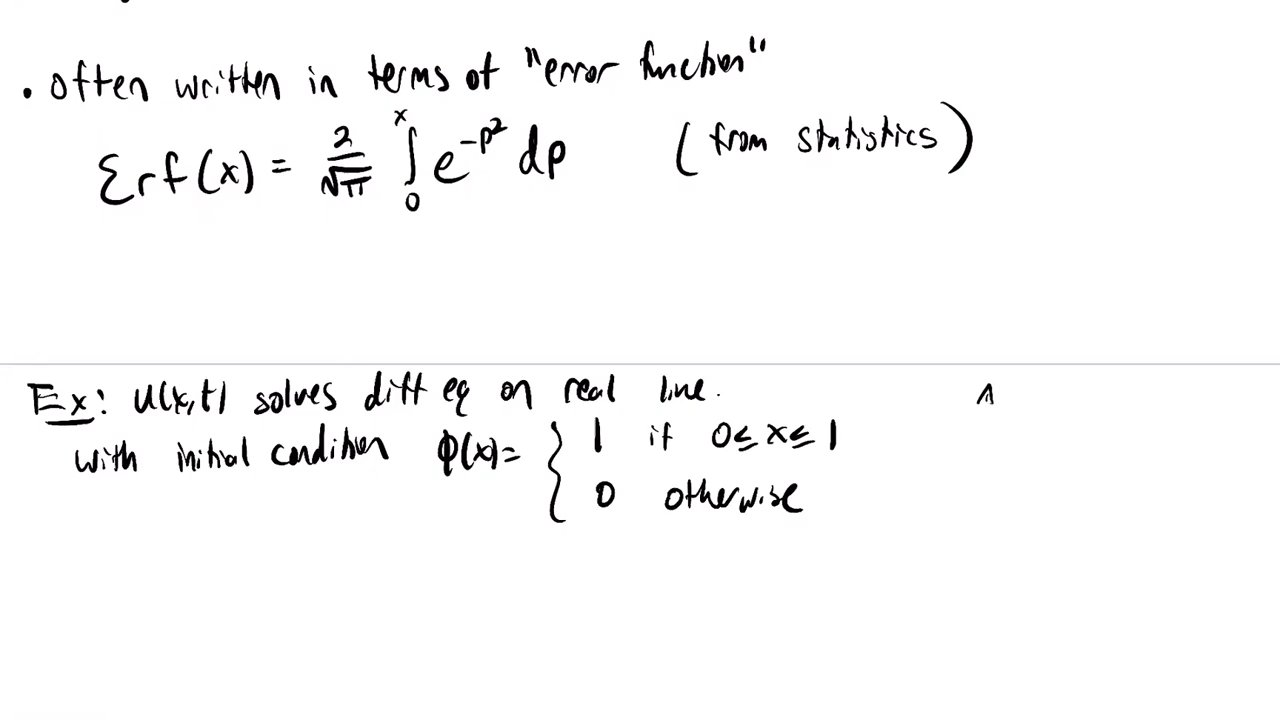 • often written in terms of "error function"
Erf(x) = 2/√π ∫₀ˣ e^{-p²} dp (from statistics)
Ex: u(x,t) solves diff eq on real line.
with initial condition φ(x) = { 1 if 0 ≤ x ≤ 1
0 otherwise